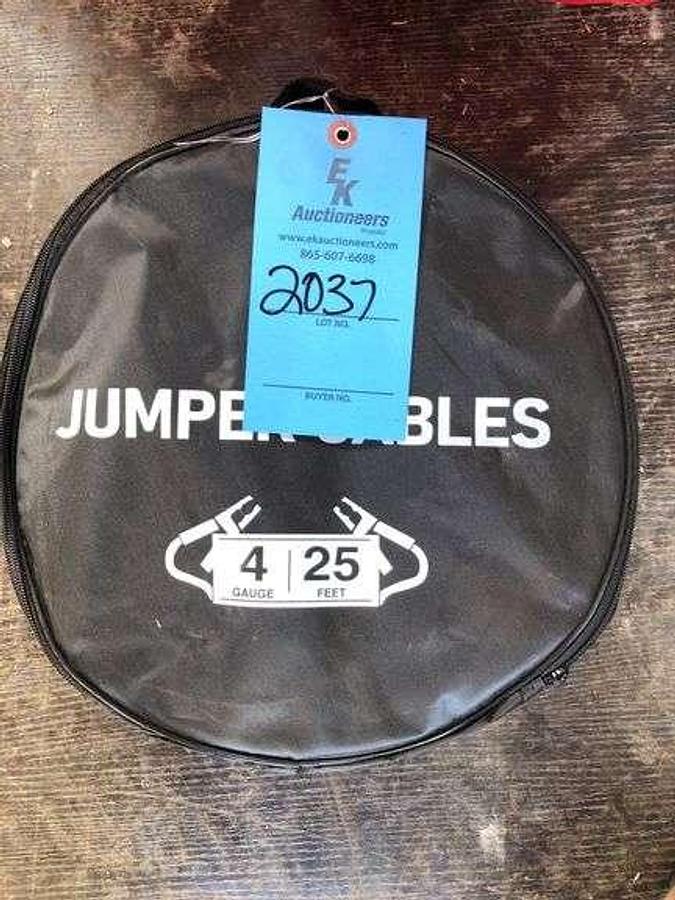 EK
Auctioneers
www.ekauctioneers.com
865-607-6698
2037
LOT NO.
BUYER NO.
JUMPER CABLES
4 25
GAUGE FEET